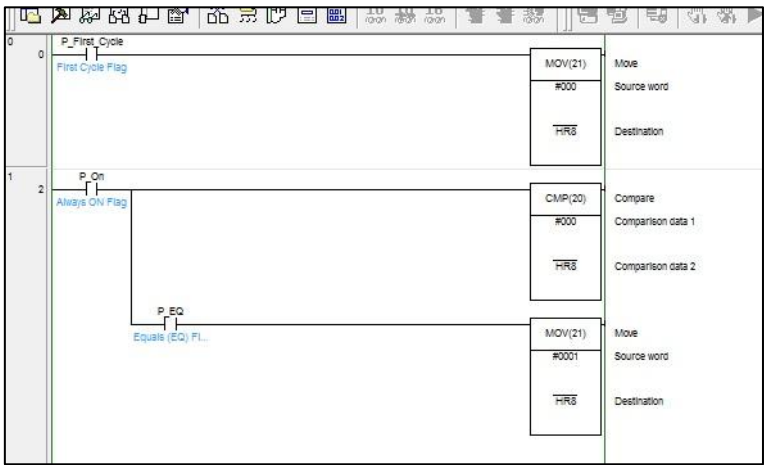 0
0
P_First_Cycle
First Cycle Flag
MOV(21)
Move
#000
Source word
HR8
Destination
1
2
P_On
Always ON Flag
CMP(20)
Compare
#000
Comparison data 1
HR8
Comparison data 2
P_EQ
Equals (EQ) Fl...
MOV(21)
Move
#0001
Source word
HR8
Destination